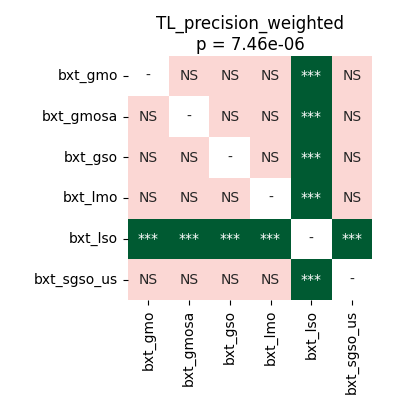 TL_precision_weighted
p = 7.46e-06
bxt_gmo - NS NS NS *** NS
bxt_gmosa NS - NS NS *** NS
bxt_gso NS NS - NS *** NS
bxt_lmo NS NS NS - *** NS
bxt_lso *** *** *** *** - ***
bxt_sgso_us NS NS NS NS *** -
bxt_gmo
bxt_gmosa
bxt_gso
bxt_lmo
bxt_lso
bxt_sgso_us